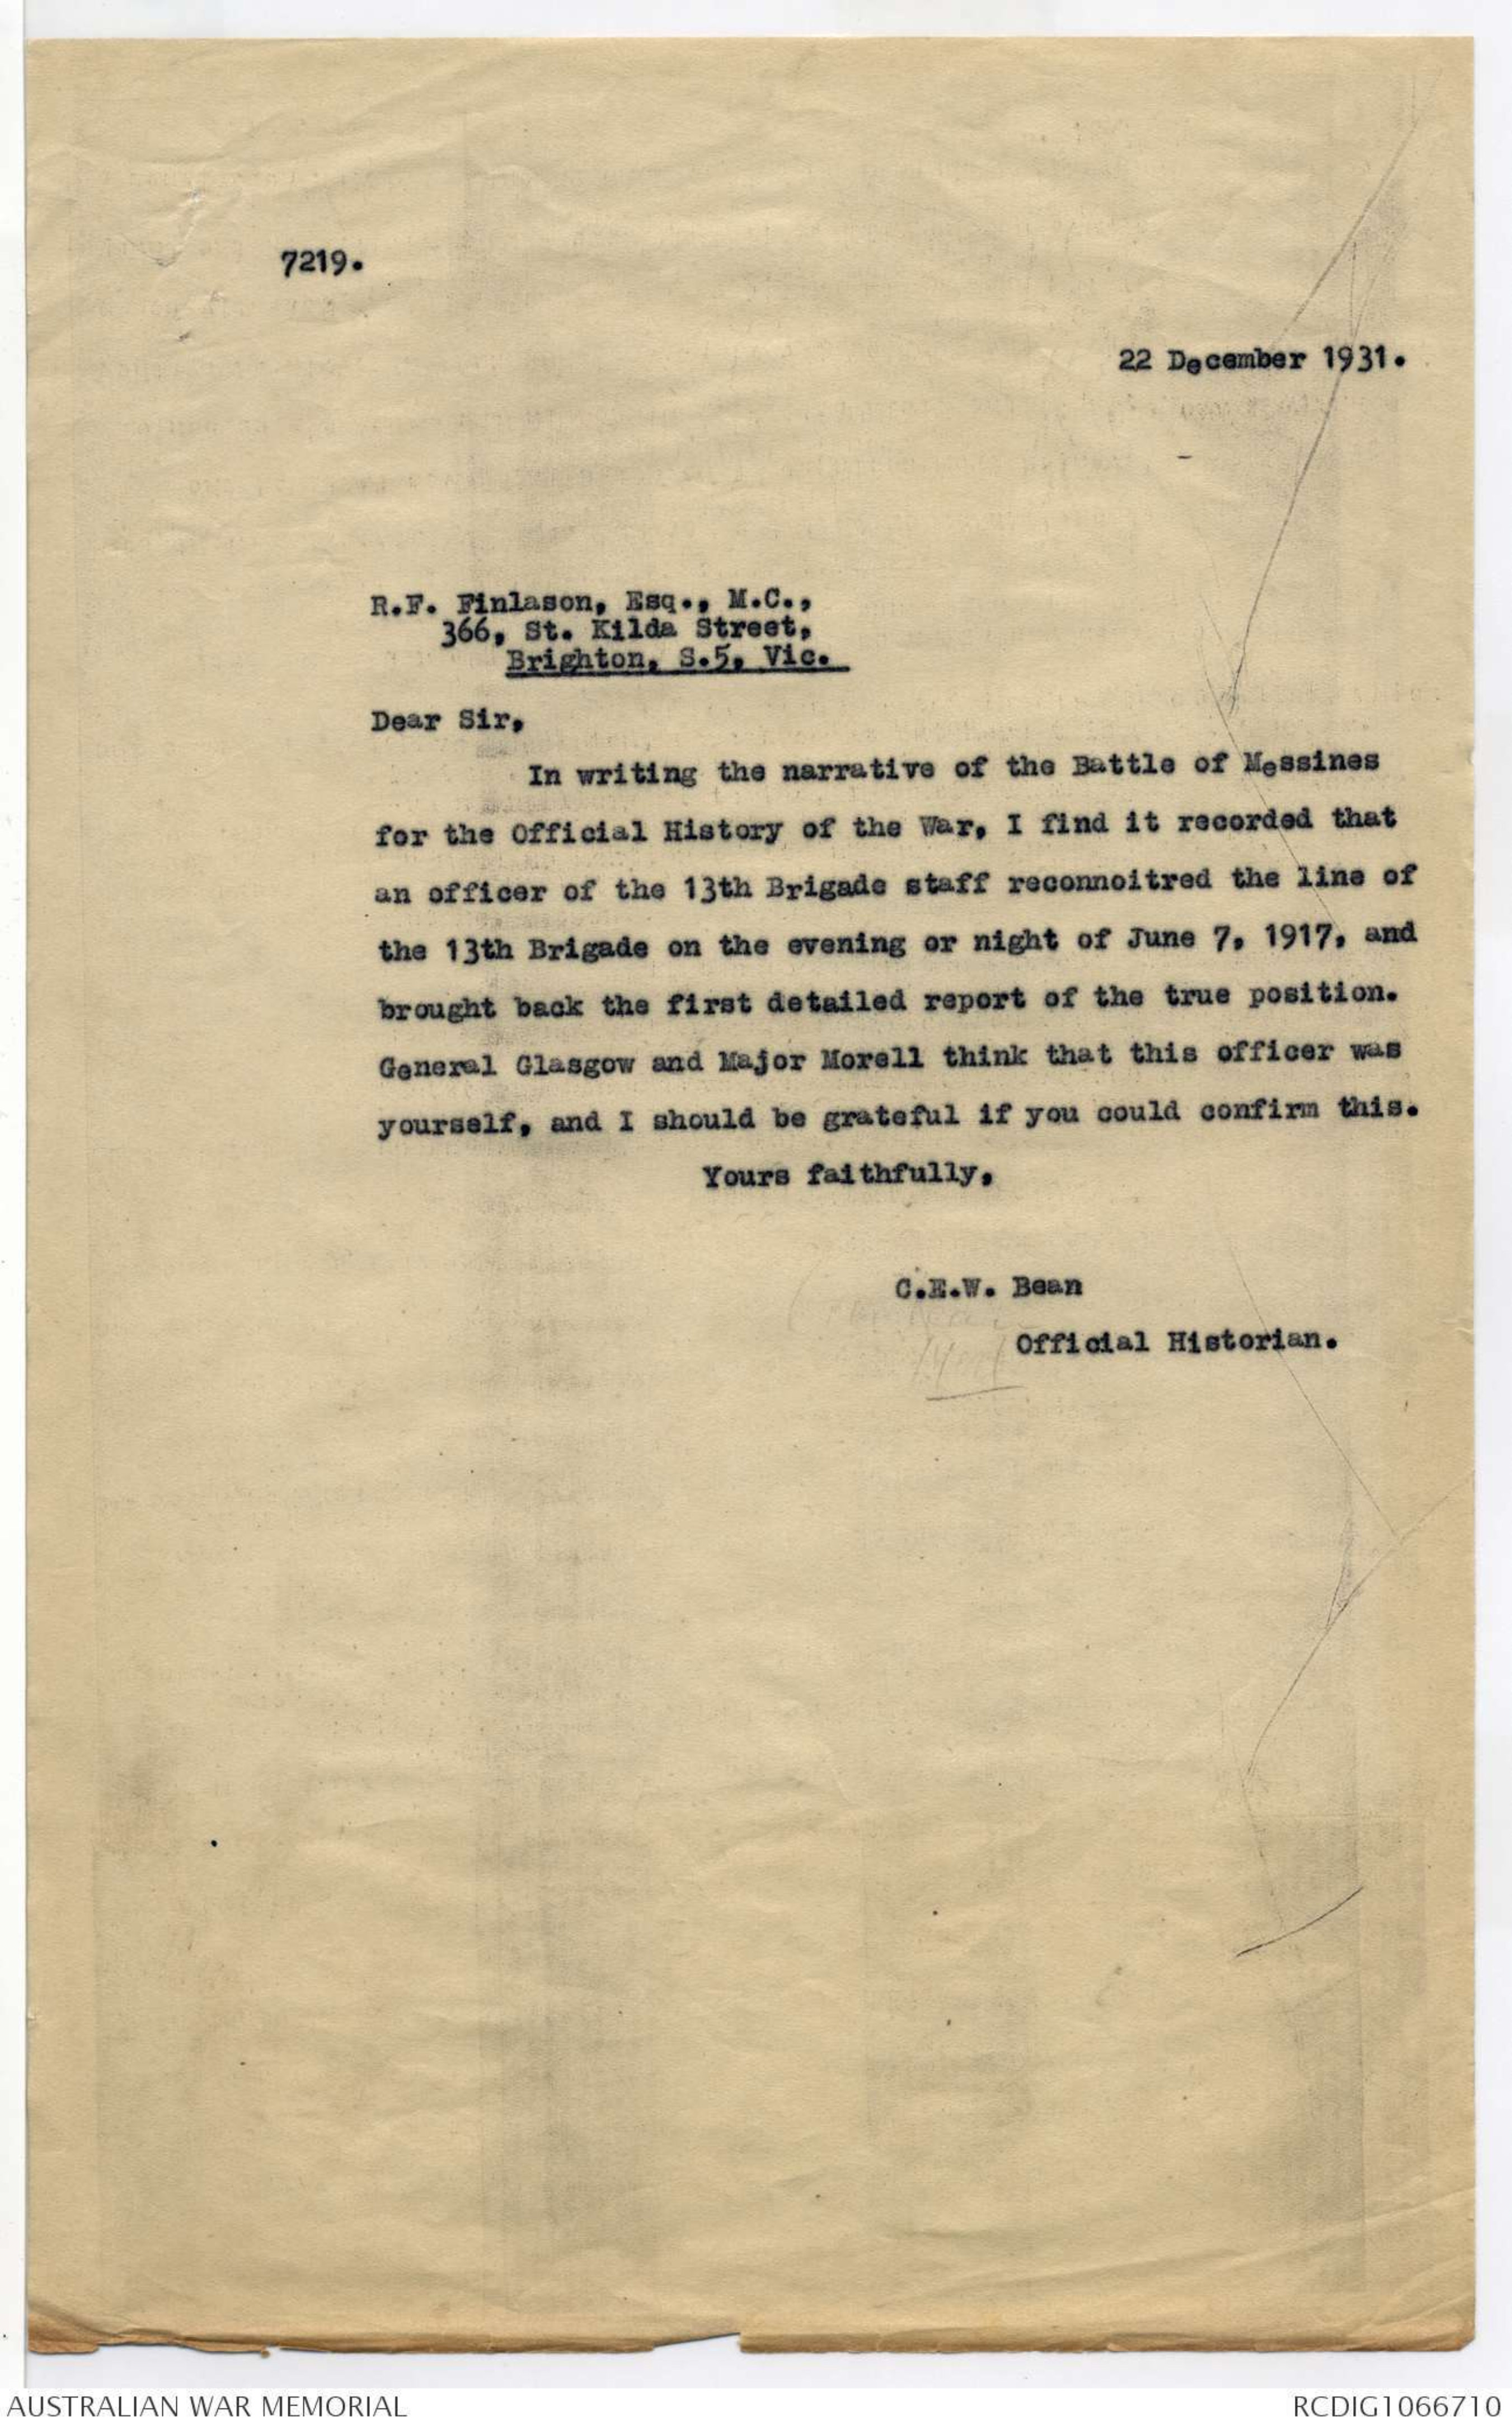 7219.
22 December 1931.
R.F. Finlason, Esq., M.C.,
366, St. Kilda Street,
Brighton, S.5, Vic.
Dear Sir,
In writing the narrative of the Battle of Messines
for the Official History of the War, I find it recorded that
an officer of the 13th Brigade staff reconnoitred the line of
the 13th Brigade on the evening or night of June 7, 1917, and
brought back the first detailed report of the true position.
General Glasgow and Major Morell think that this officer was
yourself, and I should be grateful if you could confirm this.
Yours faithfully,
C.E.W. Bean
Official Historian.
AUSTRALIAN WAR MEMORIAL
RCDIG1066710